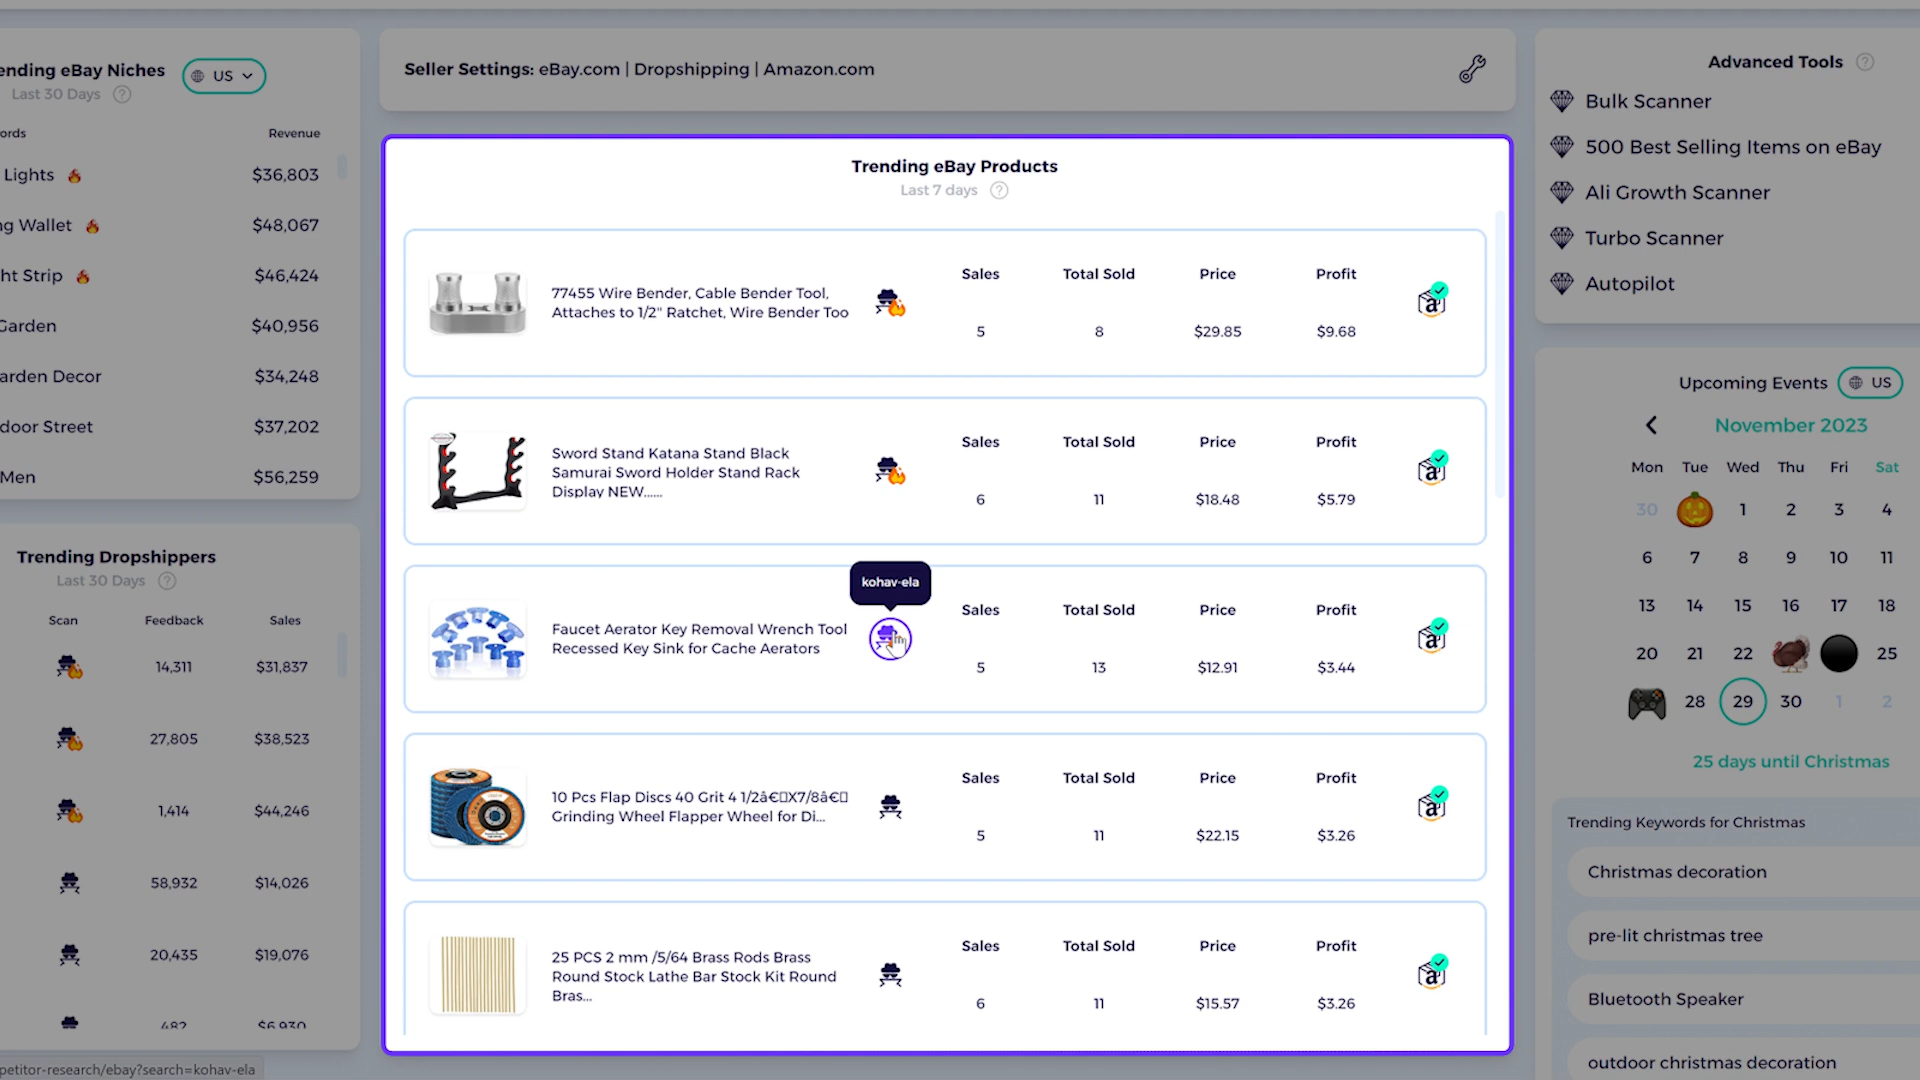 ending eBay Niches
US
Last 30 Days ?
ords Revenue
Lights $36,803
ng Wallet $48,067
ht Strip $46,424
Garden $40,956
arden Decor $34,248
door Street $37,202
Men $56,259
Trending Dropshippers
Last 30 Days ?
Scan Feedback Sales
14,311 $31,837
27,805 $38,523
1,414 $44,246
58,932 $14,026
20,435 $19,076
482 $6,930
petitor-research/ebay?search=kohav-ela
Seller Settings: eBay.com | Dropshipping | Amazon.com
Trending eBay Products
Last 7 days ?
77455 Wire Bender, Cable Bender Tool,
Attaches to 1/2" Ratchet, Wire Bender Too
Sales Total Sold Price Profit
5 8 $29.85 $9.68
a
Sword Stand Katana Stand Black
Samurai Sword Holder Stand Rack
Display NEW......
Sales Total Sold Price Profit
6 11 $18.48 $5.79
a
kohav-ela
Faucet Aerator Key Removal Wrench Tool
Recessed Key Sink for Cache Aerators
Sales Total Sold Price Profit
5 13 $12.91 $3.44
a
10 Pcs Flap Discs 40 Grit 4 1/2â€□X7/8â€□
Grinding Wheel Flapper Wheel for Di...
Sales Total Sold Price Profit
5 11 $22.15 $3.26
a
25 PCS 2 mm /5/64 Brass Rods Brass
Round Stock Lathe Bar Stock Kit Round
Bras...
Sales Total Sold Price Profit
6 11 $15.57 $3.26
a
Advanced Tools ?
Bulk Scanner
500 Best Selling Items on eBay
Ali Growth Scanner
Turbo Scanner
Autopilot
Upcoming Events US
November 2023
Mon Tue Wed Thu Fri Sat
30 1 2 3 4
6 7 8 9 10 11
13 14 15 16 17 18
20 21 22 25
28 29 30 1 2
25 days until Christmas
Trending Keywords for Christmas
Christmas decoration
pre-lit christmas tree
Bluetooth Speaker
outdoor christmas decoration